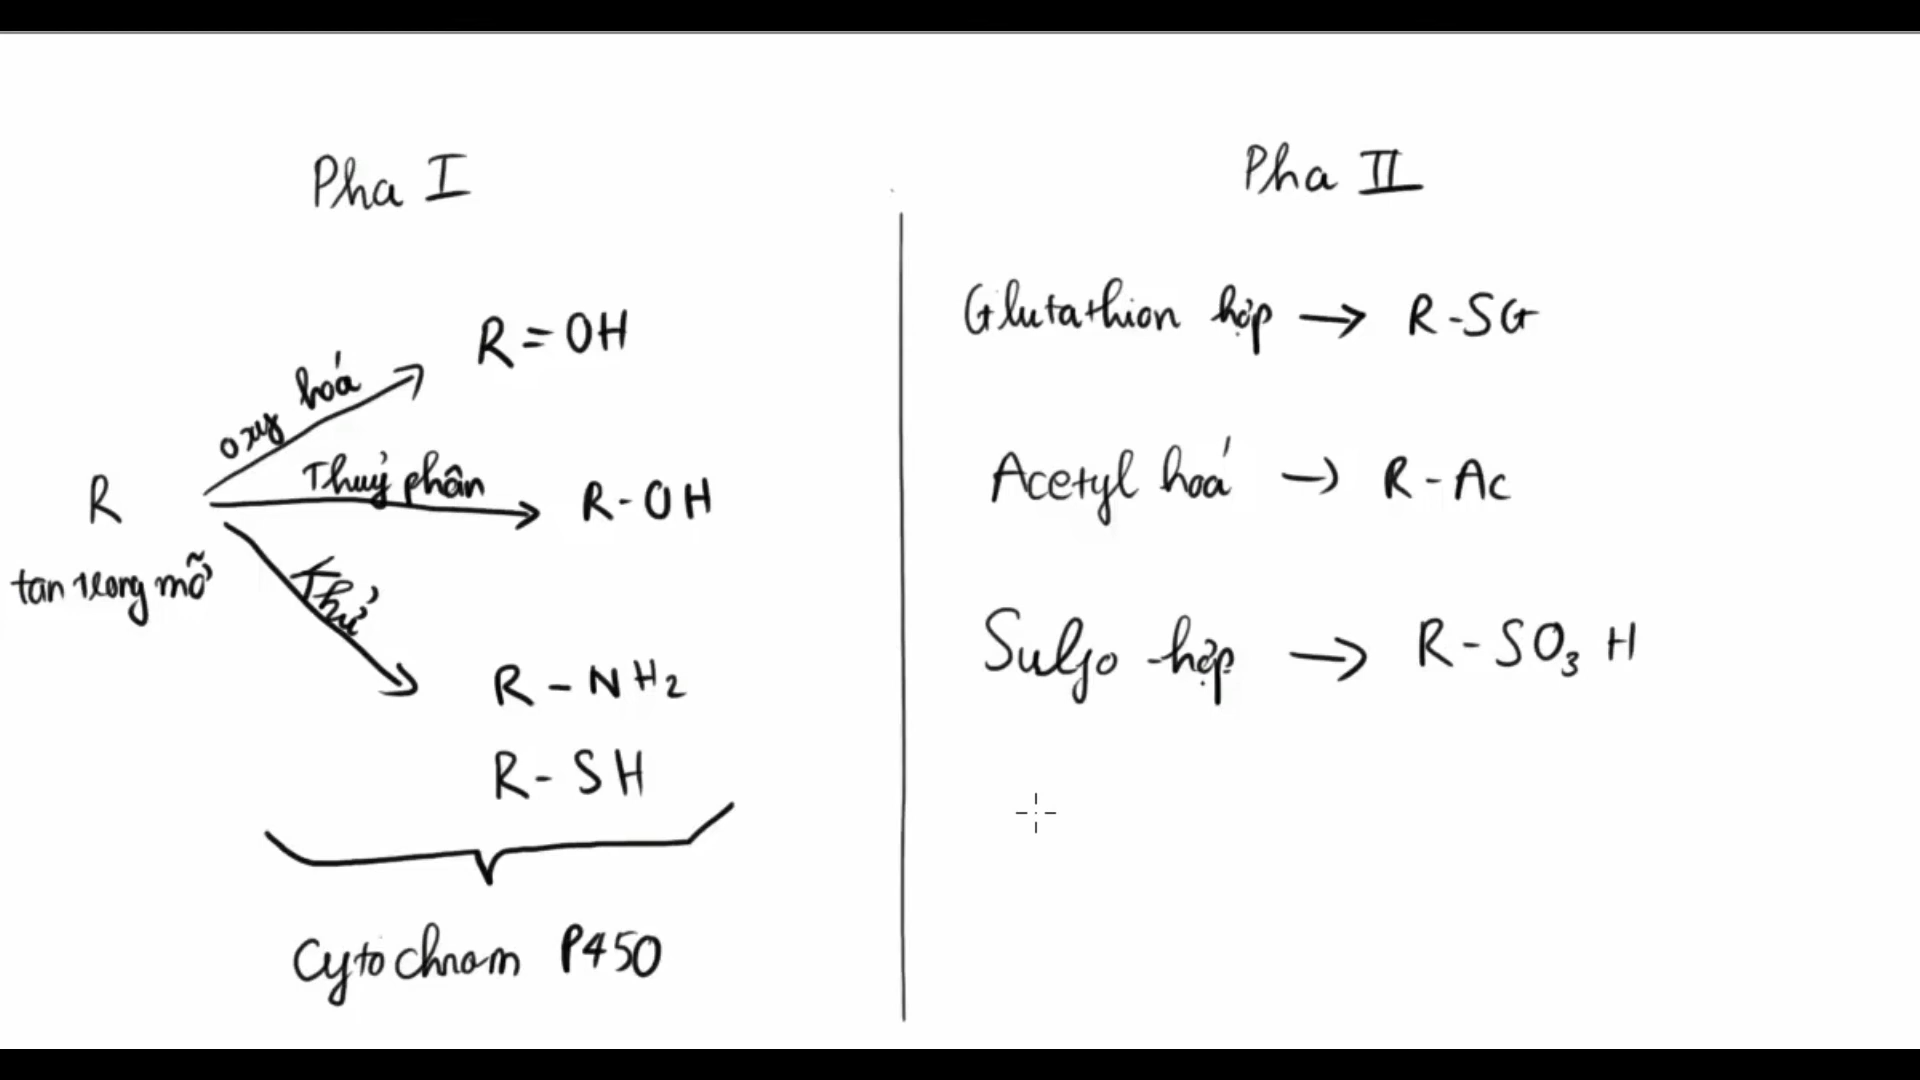 Pha I
R = OH
oxy hoá
Thuỷ phân
R - OH
R
tan trong mỡ
Khử
R - NH₂
R - SH
Cytochrom P450
Pha II
Glutathion hợp → R - SG
Acetyl hoá → R - Ac
Sulfo - hợp → R - SO₃H